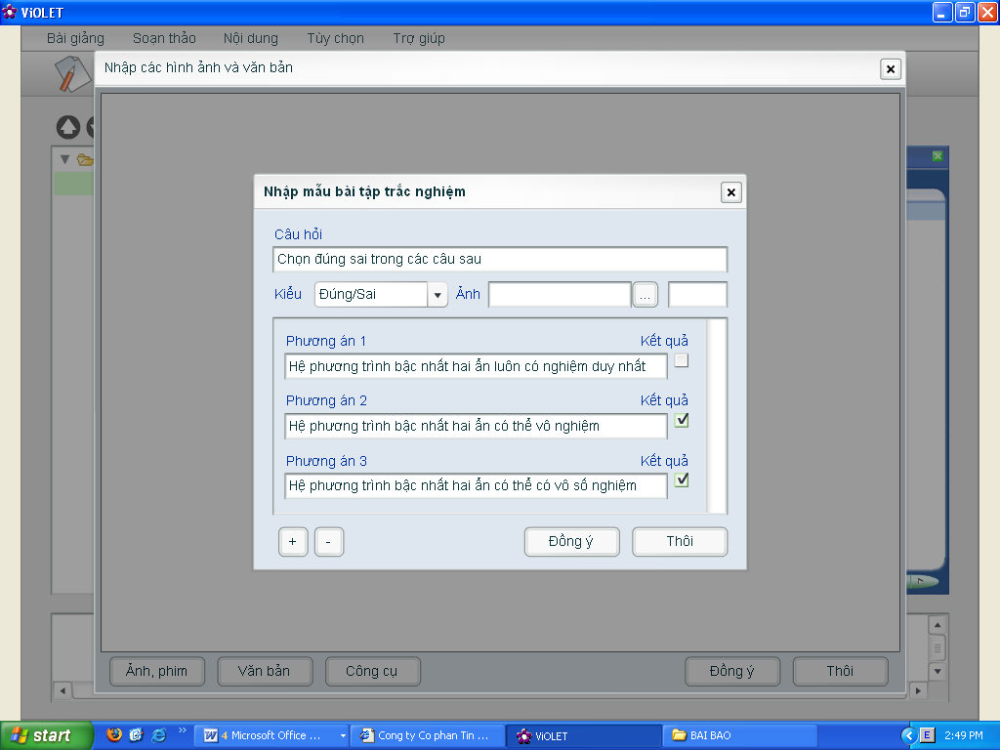 ViOLET
Bài giảng Soạn thảo Nội dung Tùy chọn Trợ giúp
Nhập các hình ảnh và văn bản
Nhập mẫu bài tập trắc nghiệm
Câu hỏi
Chọn đúng sai trong các câu sau
Kiểu Đúng/Sai Ảnh ...
Phương án 1 Kết quả
Hệ phương trình bậc nhất hai ẩn luôn có nghiệm duy nhất
Phương án 2 Kết quả
Hệ phương trình bậc nhất hai ẩn có thể vô nghiệm
Phương án 3 Kết quả
Hệ phương trình bậc nhất hai ẩn có thể có vô số nghiệm
+ - Đồng ý Thôi
Ảnh, phim Văn bản Công cụ Đồng ý Thôi
start 4 Microsoft Office ... Cong ty Co phan Tin ... ViOLET BAI BAO E 2:49 PM